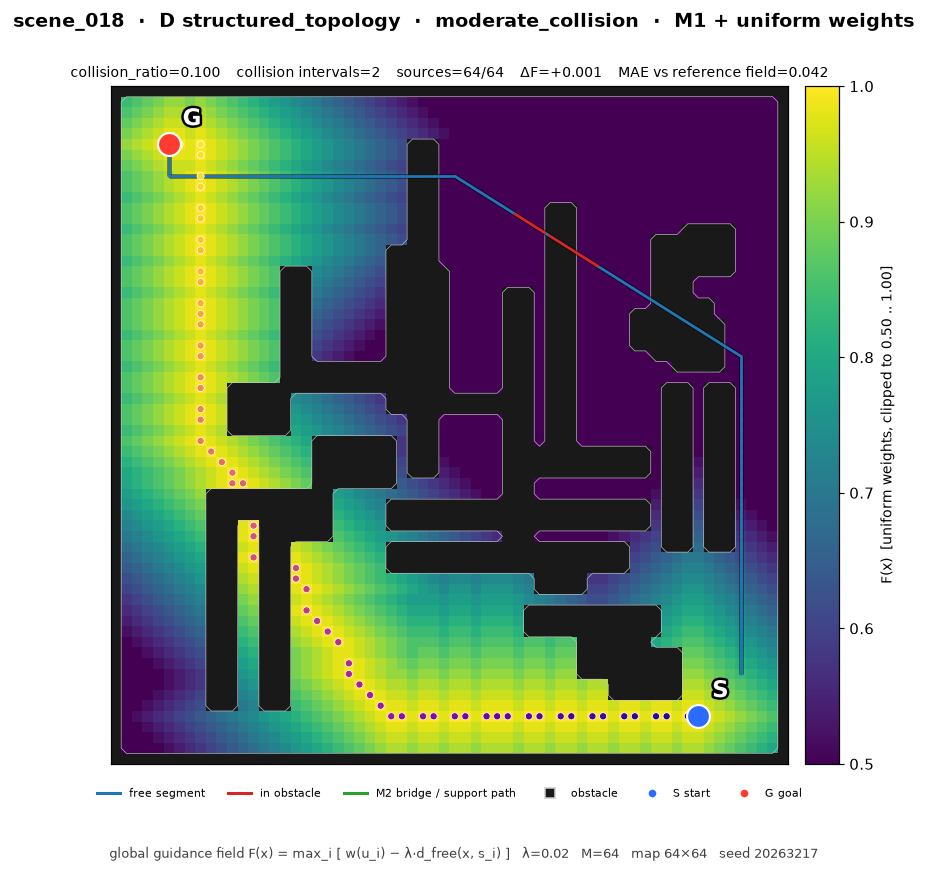 scene_018 · D structured_topology · moderate_collision · M1 + uniform weights
collision_ratio=0.100 collision intervals=2 sources=64/64 ΔF=+0.001 MAE vs reference field=0.042
G
S
1.0
0.9
0.8
0.7
0.6
0.5
F(x) [uniform weights, clipped to 0.50 .. 1.00]
free segment in obstacle M2 bridge / support path obstacle S start G goal
global guidance field F(x) = max_i [ w(u_i) − λ·d_free(x, s_i) ] λ=0.02 M=64 map 64×64 seed 20263217